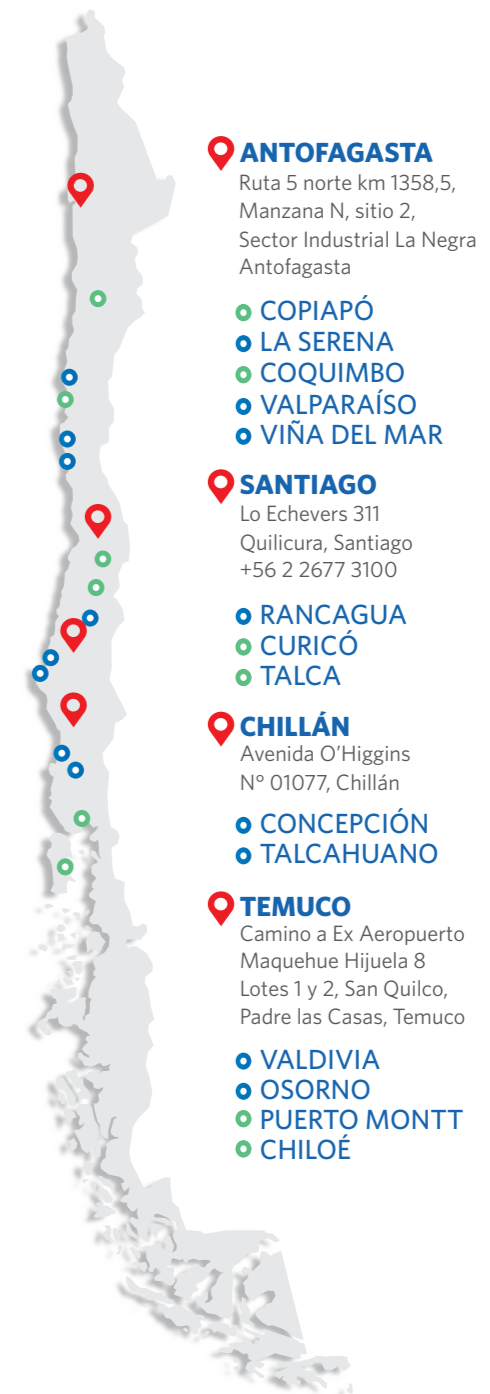 ANTOFAGASTA
Ruta 5 norte km 1358,5,
Manzana N, sitio 2,
Sector Industrial La Negra
Antofagasta
COPIAPÓ
LA SERENA
COQUIMBO
VALPARAÍSO
VIÑA DEL MAR
SANTIAGO
Lo Echevers 311
Quilicura, Santiago
+56 2 2677 3100
RANCAGUA
CURICÓ
TALCA
CHILLÁN
Avenida O’Higgins
N° 01077, Chillán
CONCEPCIÓN
TALCAHUANO
TEMUCO
Camino a Ex Aeropuerto
Maquehue Hijuela 8
Lotes 1 y 2, San Quilco,
Padre las Casas, Temuco
VALDIVIA
OSORNO
PUERTO MONTT
CHILOÉ